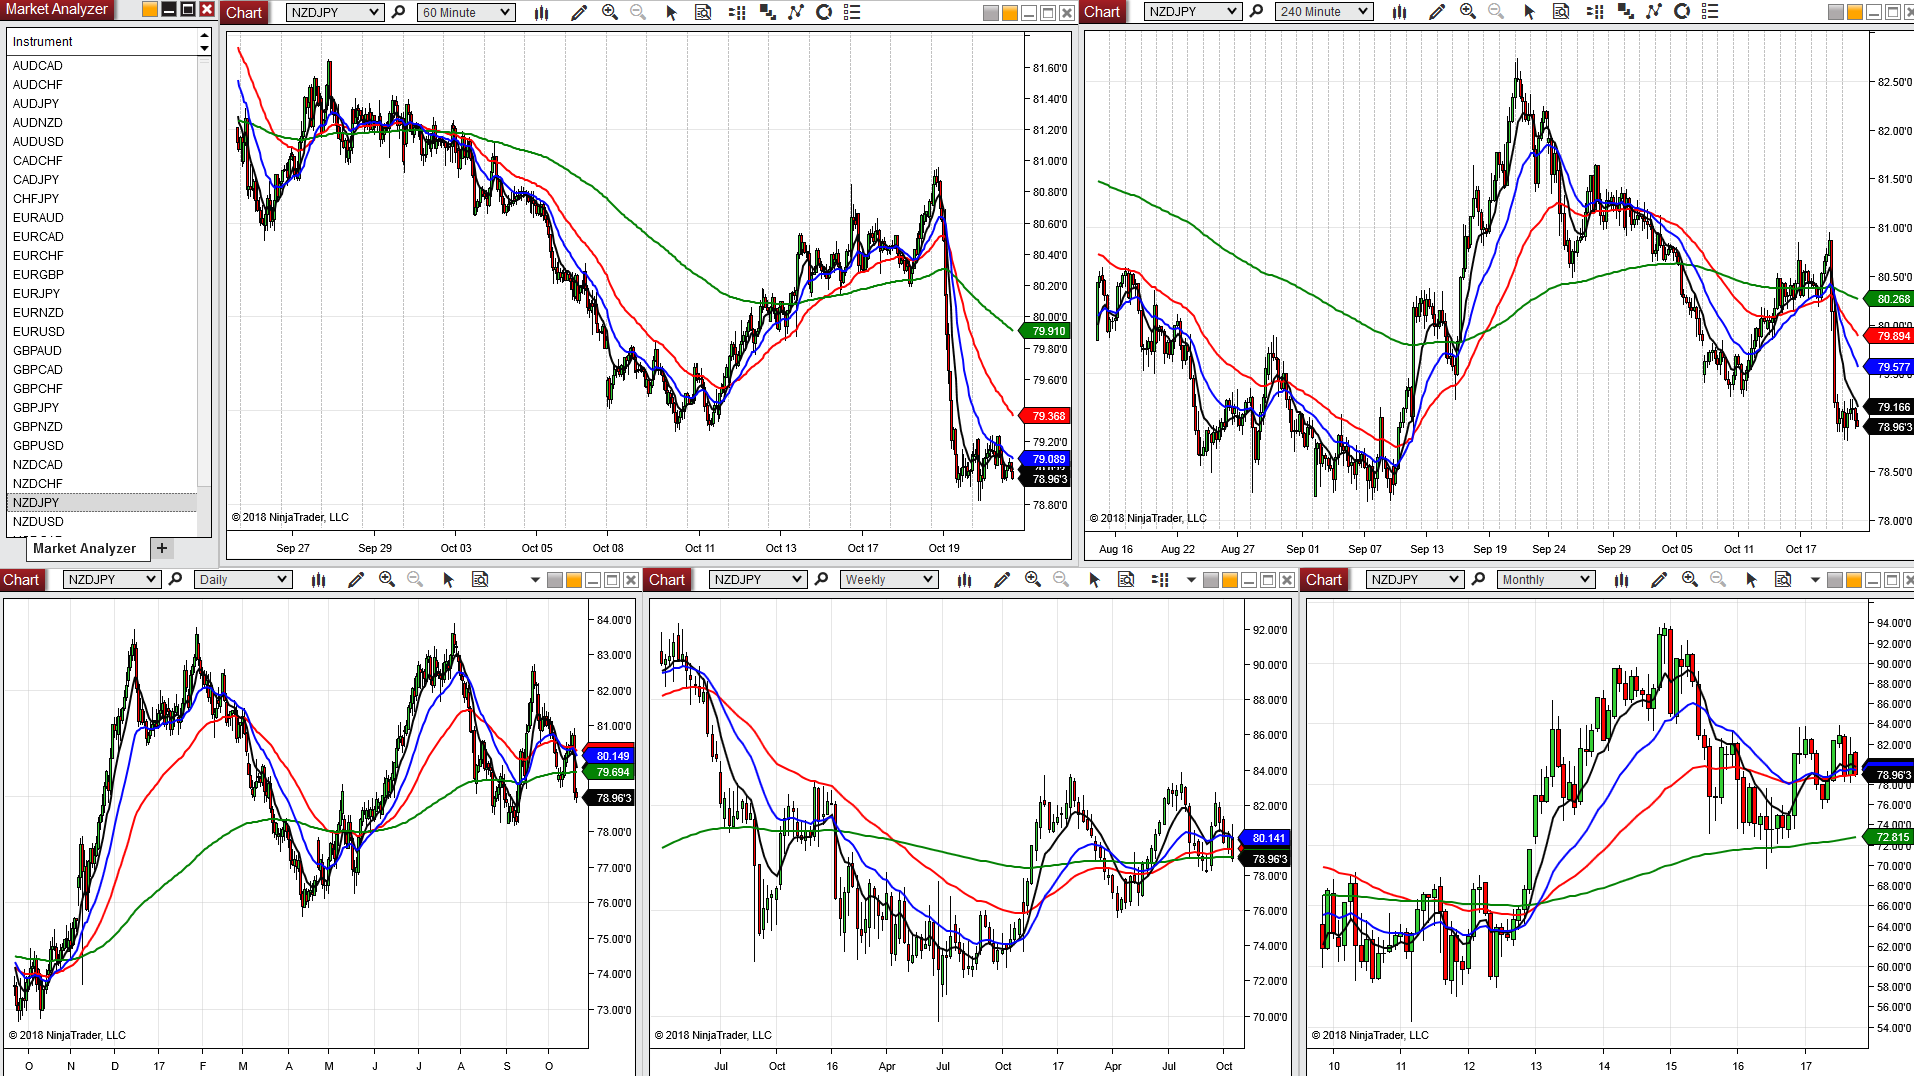 Market Analyzer
Instrument
AUDCAD
AUDCHF
AUDJPY
AUDNZD
AUDUSD
CADCHF
CADJPY
CHFJPY
EURAUD
EURCAD
EURCHF
EURGBP
EURJPY
EURNZD
EURUSD
GBPAUD
GBPCAD
GBPCHF
GBPJPY
GBPNZD
GBPUSD
NZDCAD
NZDCHF
NZDJPY
NZDUSD
Market Analyzer +
Chart NZDJPY 60 Minute
81.60'0
81.40'0
81.20'0
81.00'0
80.80'0
80.60'0
80.40'0
80.20'0
80.00'0
79.910
79.80'0
79.60'0
79.368
79.20'0
79.089
78.96'3
78.80'0
© 2018 NinjaTrader, LLC
Sep 27 Sep 29 Oct 03 Oct 05 Oct 08 Oct 11 Oct 13 Oct 17 Oct 19
Chart NZDJPY 240 Minute
82.50'0
82.00'0
81.50'0
81.00'0
80.50'0
80.268
80.00'0
79.894
79.577
79.166
78.96'3
78.50'0
78.00'0
© 2018 NinjaTrader, LLC
Aug 16 Aug 22 Aug 27 Sep 01 Sep 07 Sep 13 Sep 19 Sep 24 Sep 29 Oct 05 Oct 11 Oct 17
Chart NZDJPY Daily
84.00'0
83.00'0
82.00'0
81.00'0
80.149
79.694
78.96'3
78.00'0
77.00'0
76.00'0
75.00'0
74.00'0
73.00'0
© 2018 NinjaTrader, LLC
O N D 17 F M A M J J A S O
Chart NZDJPY Weekly
92.00'0
90.00'0
88.00'0
86.00'0
84.00'0
82.00'0
80.141
78.96'3
78.00'0
76.00'0
74.00'0
72.00'0
70.00'0
© 2018 NinjaTrader, LLC
Jul Oct 16 Apr Jul Oct 17 Apr Jul Oct
Chart NZDJPY Monthly
94.00'0
92.00'0
90.00'0
88.00'0
86.00'0
84.00'0
82.00'0
78.96'3
78.00'0
76.00'0
74.00'0
72.815
72.00'0
70.00'0
68.00'0
66.00'0
64.00'0
62.00'0
60.00'0
58.00'0
56.00'0
54.00'0
© 2018 NinjaTrader, LLC
10 11 12 13 14 15 16 17